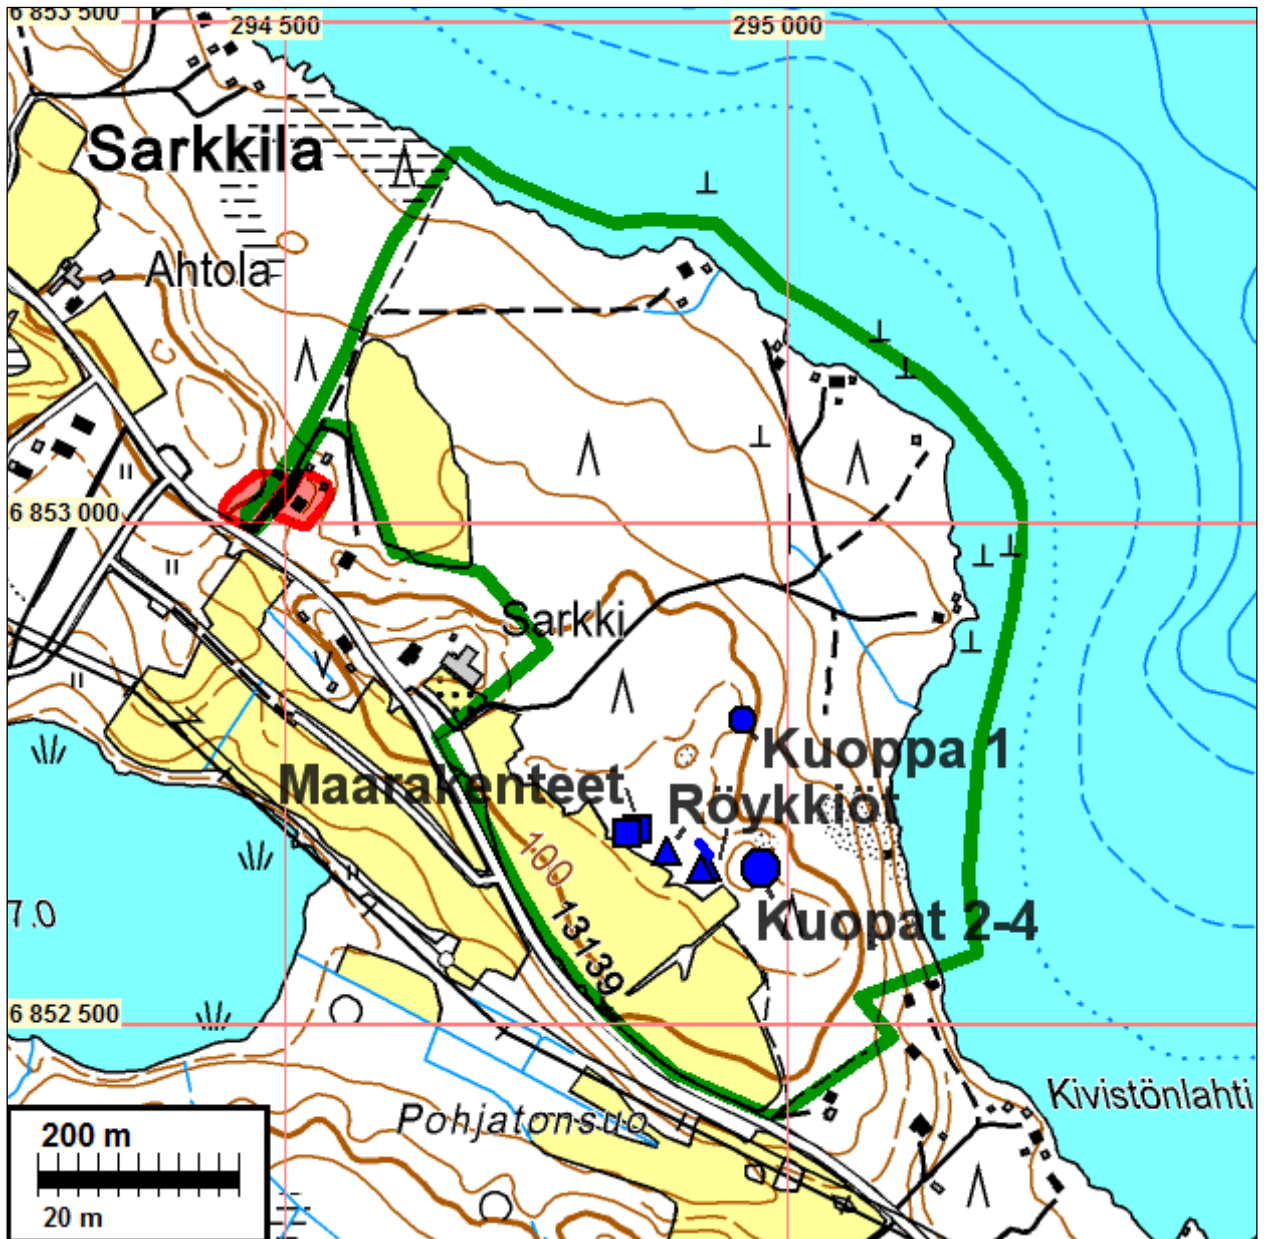 6 853 500
294 500
295 000
Sarkkila
Ahtola
6 853 000
Sarkki
Kuoppa 1
Maarakenteet
Röykkiöt
100
7.0
13139
Kuopat 2-4
6 852 500
Kivistönlahti
Pohjatonsuo
200 m
20 m